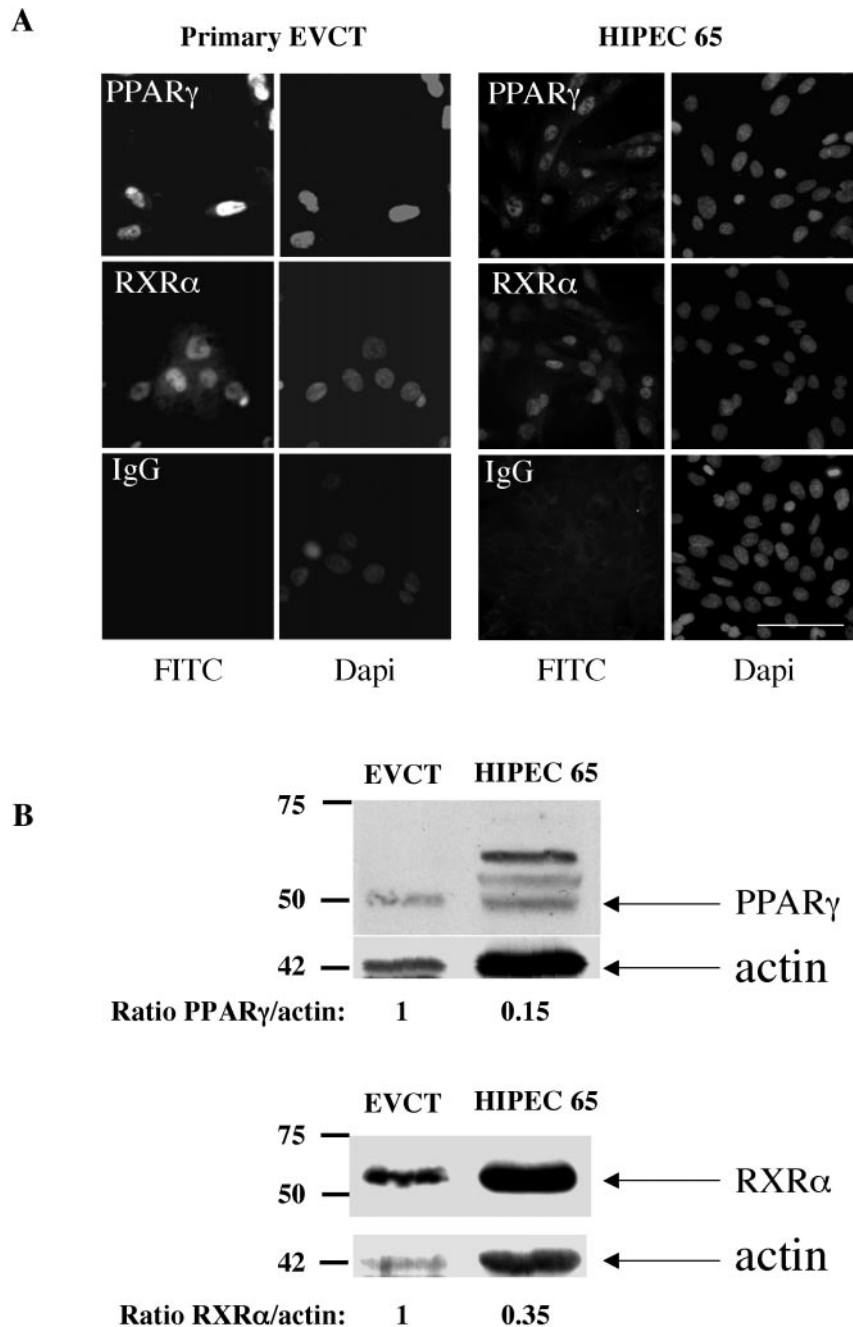 A
Primary EVCT HIPEC 65
PPARγ PPARγ
RXRα RXRα
IgG IgG
FITC Dapi FITC Dapi
B
EVCT HIPEC 65
75
50 PPARγ
42 actin
Ratio PPARγ/actin: 1 0.15
EVCT HIPEC 65
75
RXRα
50
42 actin
Ratio RXRα/actin: 1 0.35